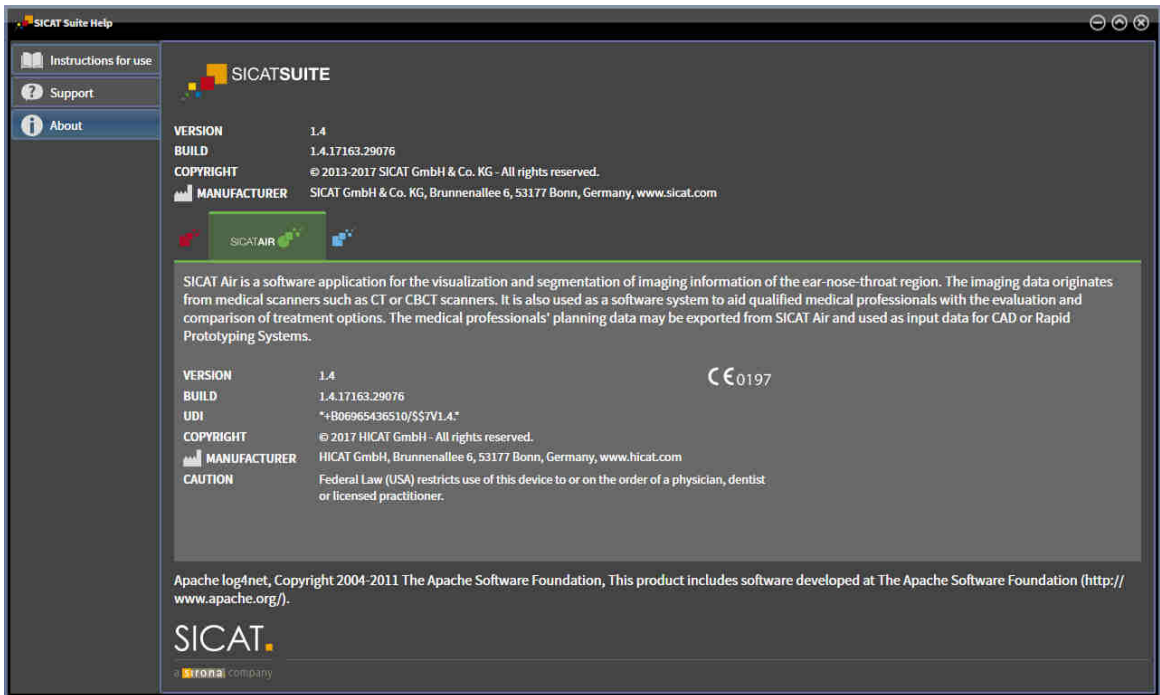 SICAT Suite Help
Instructions for use
Support
About
SICATSUITE
VERSION 1.4
BUILD 1.4.17163.29076
COPYRIGHT © 2013-2017 SICAT GmbH & Co. KG - All rights reserved.
MANUFACTURER SICAT GmbH & Co. KG, Brunnenallee 6, 53177 Bonn, Germany, www.sicat.com
SICATAIR
SICAT Air is a software application for the visualization and segmentation of imaging information of the ear-nose-throat region. The imaging data originates
from medical scanners such as CT or CBCT scanners. It is also used as a software system to aid qualified medical professionals with the evaluation and
comparison of treatment options. The medical professionals' planning data may be exported from SICAT Air and used as input data for CAD or Rapid
Prototyping Systems.
VERSION 1.4 CE0197
BUILD 1.4.17163.29076
UDI *+B06965436510/$$7V1.4.*
COPYRIGHT © 2017 HICAT GmbH - All rights reserved.
MANUFACTURER HICAT GmbH, Brunnenallee 6, 53177 Bonn, Germany, www.hicat.com
CAUTION Federal Law (USA) restricts use of this device to or on the order of a physician, dentist
or licensed practitioner.
Apache log4net, Copyright 2004-2011 The Apache Software Foundation, This product includes software developed at The Apache Software Foundation (http://
www.apache.org/).
SICAT.
a sirona company